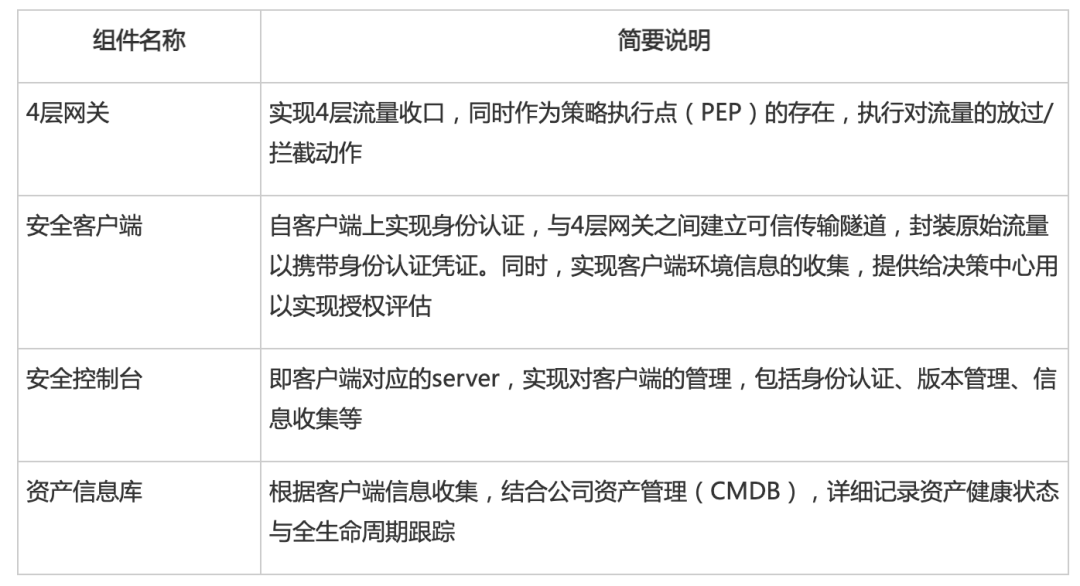 组件名称
简要说明
4层网关
实现4层流量收口，同时作为策略执行点（PEP）的存在，执行对流量的放过/
拦截动作
安全客户端
自客户端上实现身份认证，与4层网关之间建立可信传输隧道，封装原始流量
以携带身份认证凭证。同时，实现客户端环境信息的收集，提供给决策中心用
以实现授权评估
安全控制台
即客户端对应的server，实现对客户端的管理，包括身份认证、版本管理、信
息收集等
资产信息库
根据客户端信息收集，结合公司资产管理（CMDB），详细记录资产健康状态
与全生命周期跟踪